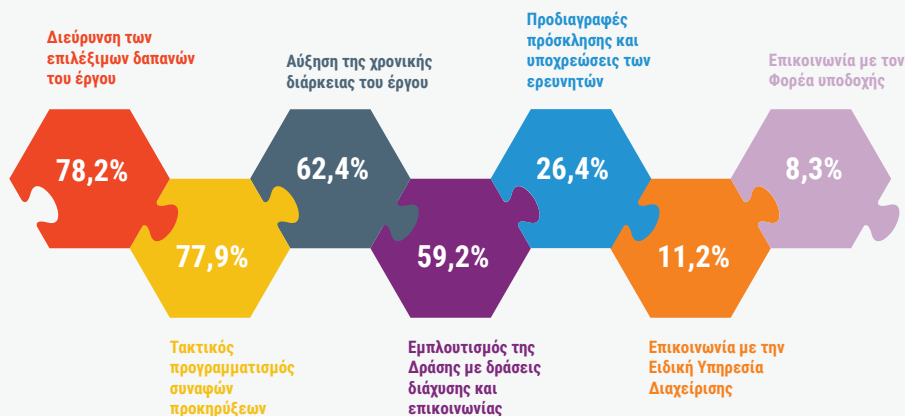 Διεύρυνση των
επιλέξιμων δαπανών
του έργου
78,2%
Τακτικός
προγραμματισμός
συναφών
προκηρύξεων
77,9%
Αύξηση της χρονικής
διάρκειας του έργου
62,4%
Εμπλουτισμός της
Δράσης με δράσεις
διάχυσης και
επικοινωνίας
59,2%
Προδιαγραφές
πρόσκλησης και
υποχρεώσεις των
ερευνητών
26,4%
Επικοινωνία με την
Ειδική Υπηρεσία
Διαχείρισης
11,2%
Επικοινωνία με τον
Φορέα υποδοχής
8,3%